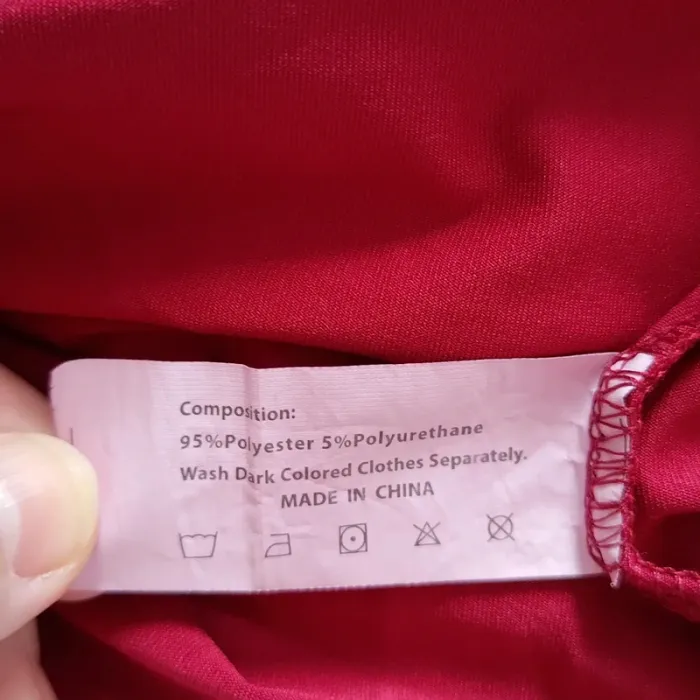 Composition:
95%Polyester 5%Polyurethane
Wash Dark Colored Clothes Separately.
MADE IN CHINA